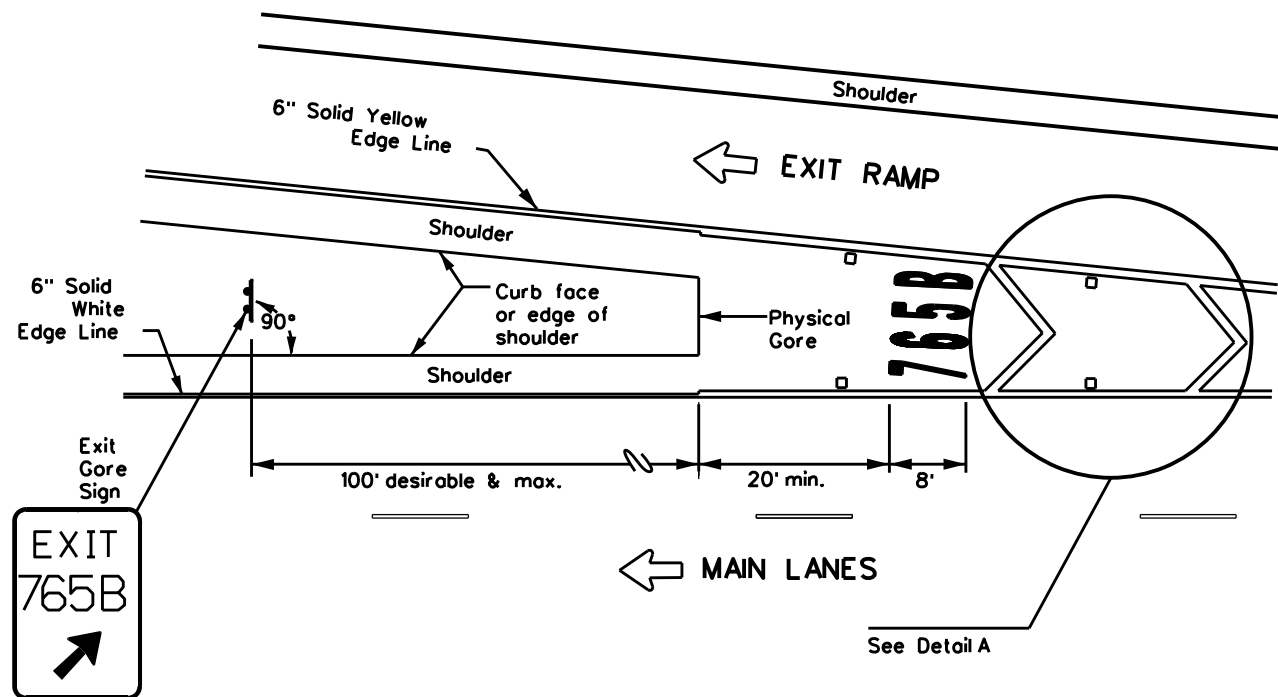 Shoulder
6" Solid Yellow
Edge Line
EXIT RAMP
Shoulder
6" Solid
White
Edge Line
90°
Curb face
or edge of
shoulder
Physical
Gore
765B
Shoulder
Exit
Gore
Sign
100' desirable & max.
20' min.
8'
EXIT
765B
MAIN LANES
See Detail A